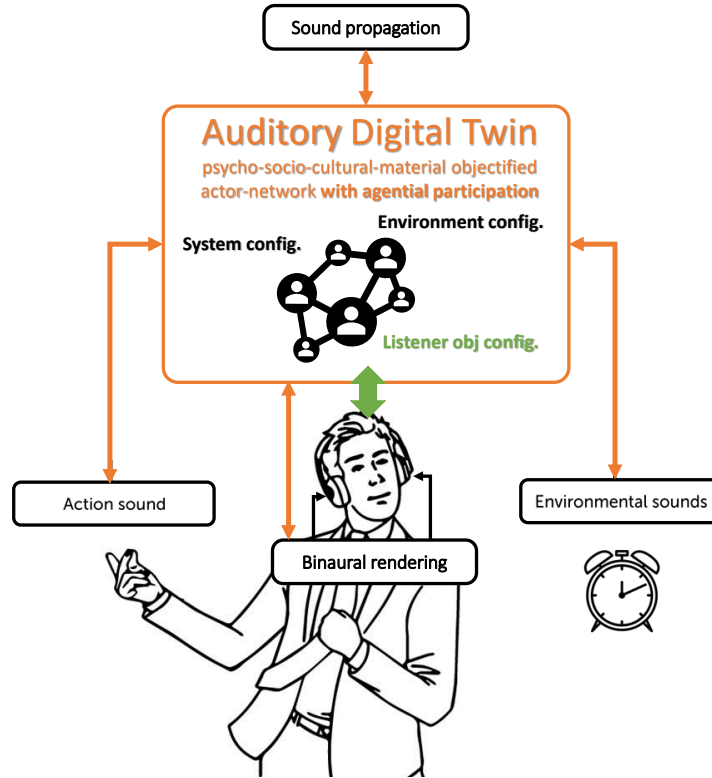 Sound propagation
Auditory Digital Twin
psycho-socio-cultural-material objectified
actor-network with agential participation
Environment config.
System config.
Listener obj config.
Action sound
Environmental sounds
Binaural rendering